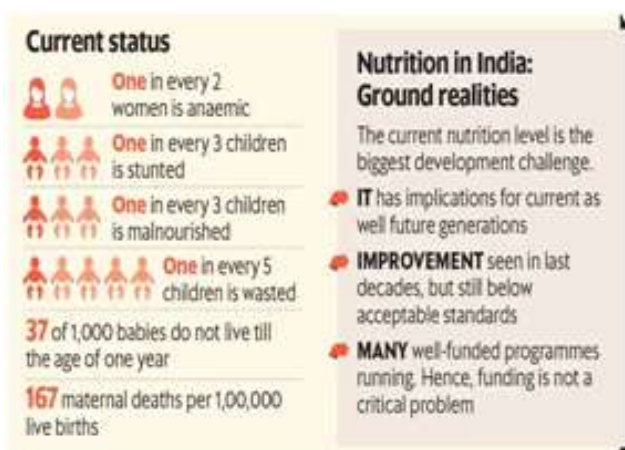 Current status
One in every 2
women is anaemic
One in every 3 children
is stunted
One in every 3 children
is malnourished
One in every 5
children is wasted
37 of 1,000 babies do not live till
the age of one year
167 maternal deaths per 1,00,000
live births
Nutrition in India:
Ground realities
The current nutrition level is the
biggest development challenge.
IT has implications for current as
well future generations
IMPROVEMENT seen in last
decades, but still below
acceptable standards
MANY well-funded programmes
running. Hence, funding is not a
critical problem